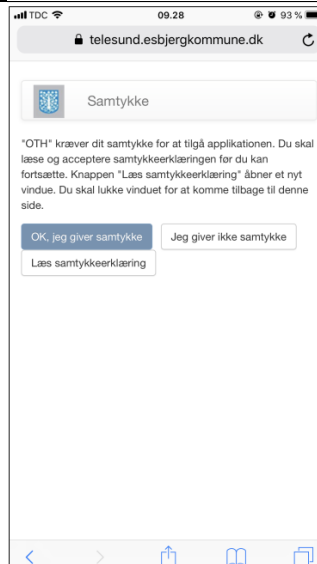 TDC 09.28 93 %
telesund.esbjergkommune.dk
Samtykke
"OTH" kræver dit samtykke for at tilgå applikationen. Du skal
læse og acceptere samtykkeerklæringen før du kan
fortsætte. Knappen "Læs samtykkeerklæring" åbner et nyt
vindue. Du skal lukke vinduet for at komme tilbage til denne
side.
OK, jeg giver samtykke Jeg giver ikke samtykke
Læs samtykkeerklæring